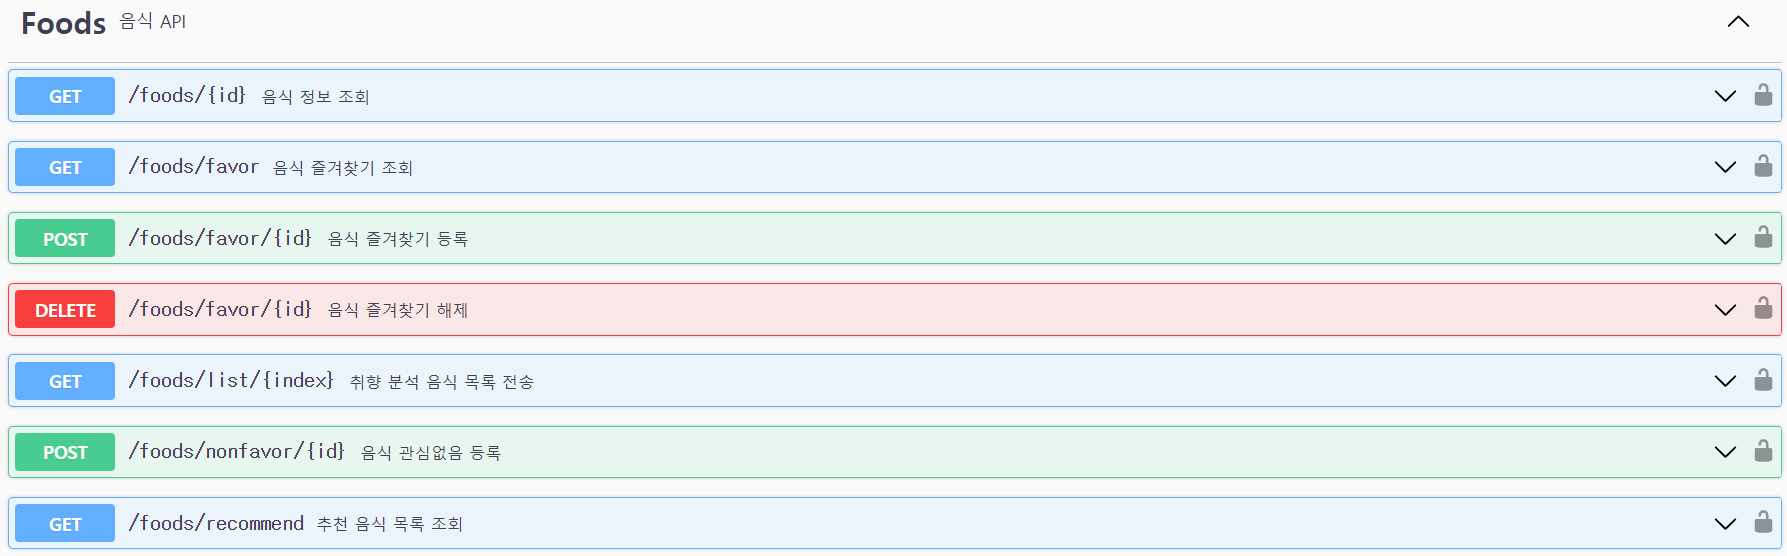 Foods 음식 API
GET /foods/{id} 음식 정보 조회
GET /foods/favor 음식 즐겨찾기 조회
POST /foods/favor/{id} 음식 즐겨찾기 등록
DELETE /foods/favor/{id} 음식 즐겨찾기 해제
GET /foods/list/{index} 취향 분석 음식 목록 전송
POST /foods/nonfavor/{id} 음식 관심없음 등록
GET /foods/recommend 추천 음식 목록 조회